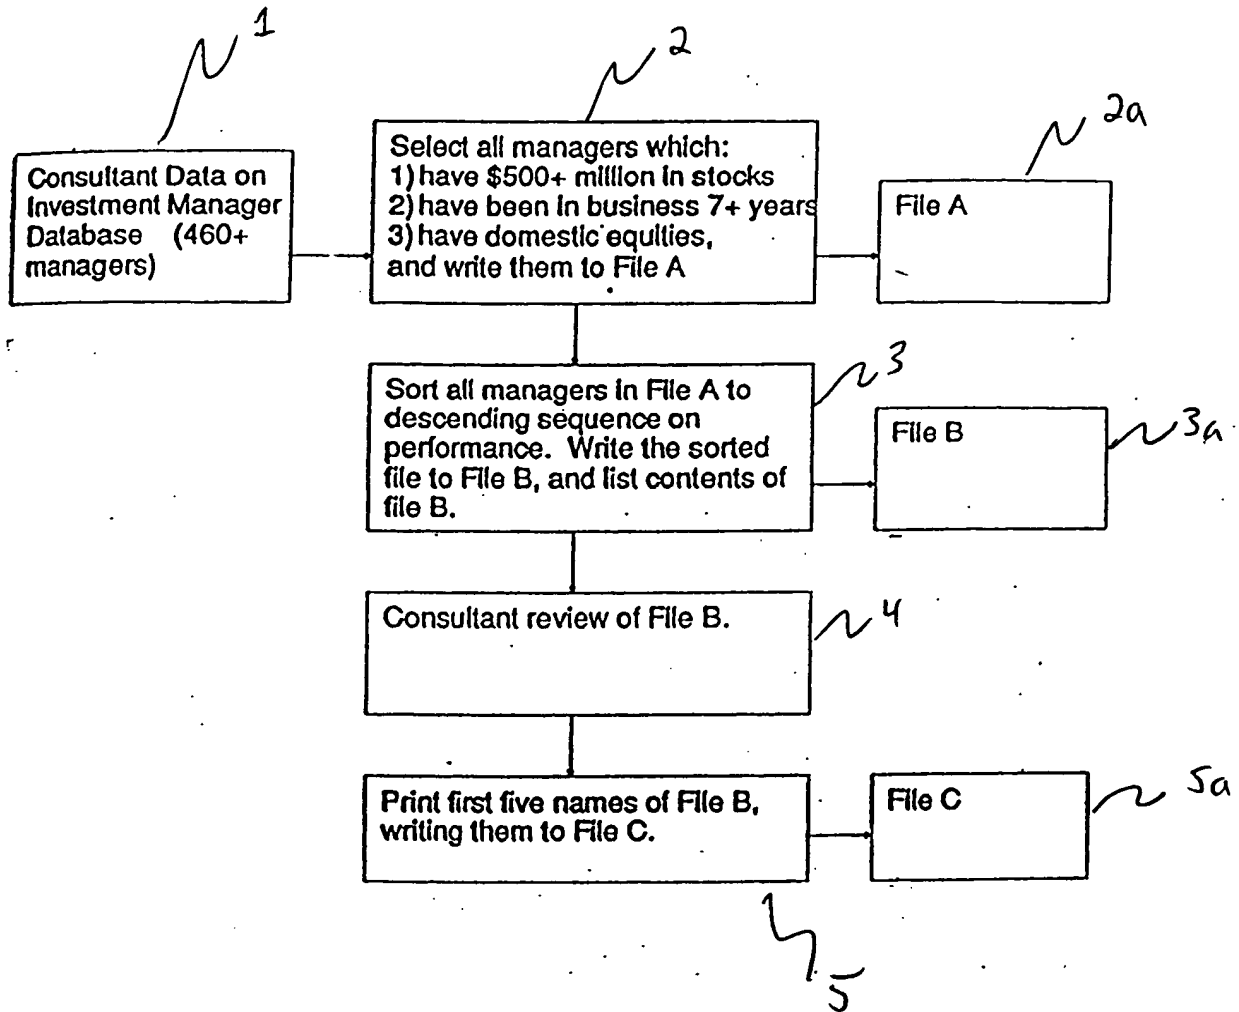 1
2
2a
Consultant Data on
Investment Manager
Database (460+
managers)
Select all managers which:
1) have $500+ million in stocks
2) have been in business 7+ years
3) have domestic equities,
and write them to File A
File A
3
Sort all managers in File A to
descending sequence on
performance. Write the sorted
file to File B, and list contents of
file B.
File B
3a
Consultant review of File B.
4
Print first five names of File B,
writing them to File C.
File C
5a
5